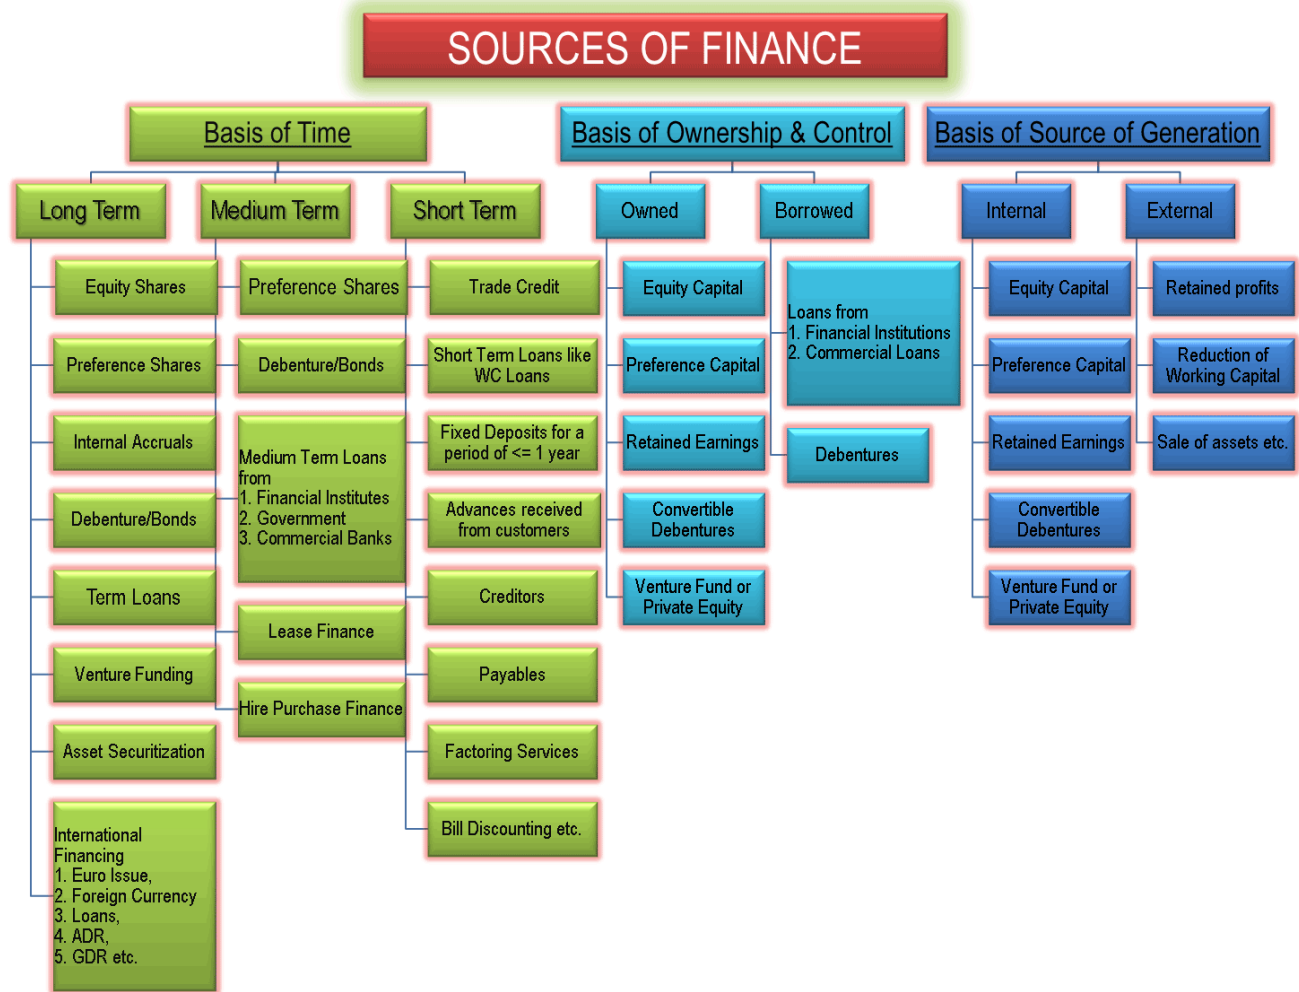 SOURCES OF FINANCE
Basis of Time
Long Term
Equity Shares
Preference Shares
Internal Accruals
Debenture/Bonds
Term Loans
Venture Funding
Asset Securitization
International
Financing
1. Euro Issue,
2. Foreign Currency
3. Loans,
4. ADR,
5. GDR etc.
Medium Term
Preference Shares
Debenture/Bonds
Medium Term Loans
from
1. Financial Institutes
2. Government
3. Commercial Banks
Lease Finance
Hire Purchase Finance
Short Term
Trade Credit
Short Term Loans like
WC Loans
Fixed Deposits for a
period of <= 1 year
Advances received
from customers
Creditors
Payables
Factoring Services
Bill Discounting etc.
Basis of Ownership & Control
Owned
Equity Capital
Preference Capital
Retained Earnings
Convertible
Debentures
Venture Fund or
Private Equity
Borrowed
Loans from
1. Financial Institutions
2. Commercial Loans
Debentures
Basis of Source of Generation
Internal
Equity Capital
Preference Capital
Retained Earnings
Convertible
Debentures
Venture Fund or
Private Equity
External
Retained profits
Reduction of
Working Capital
Sale of assets etc.